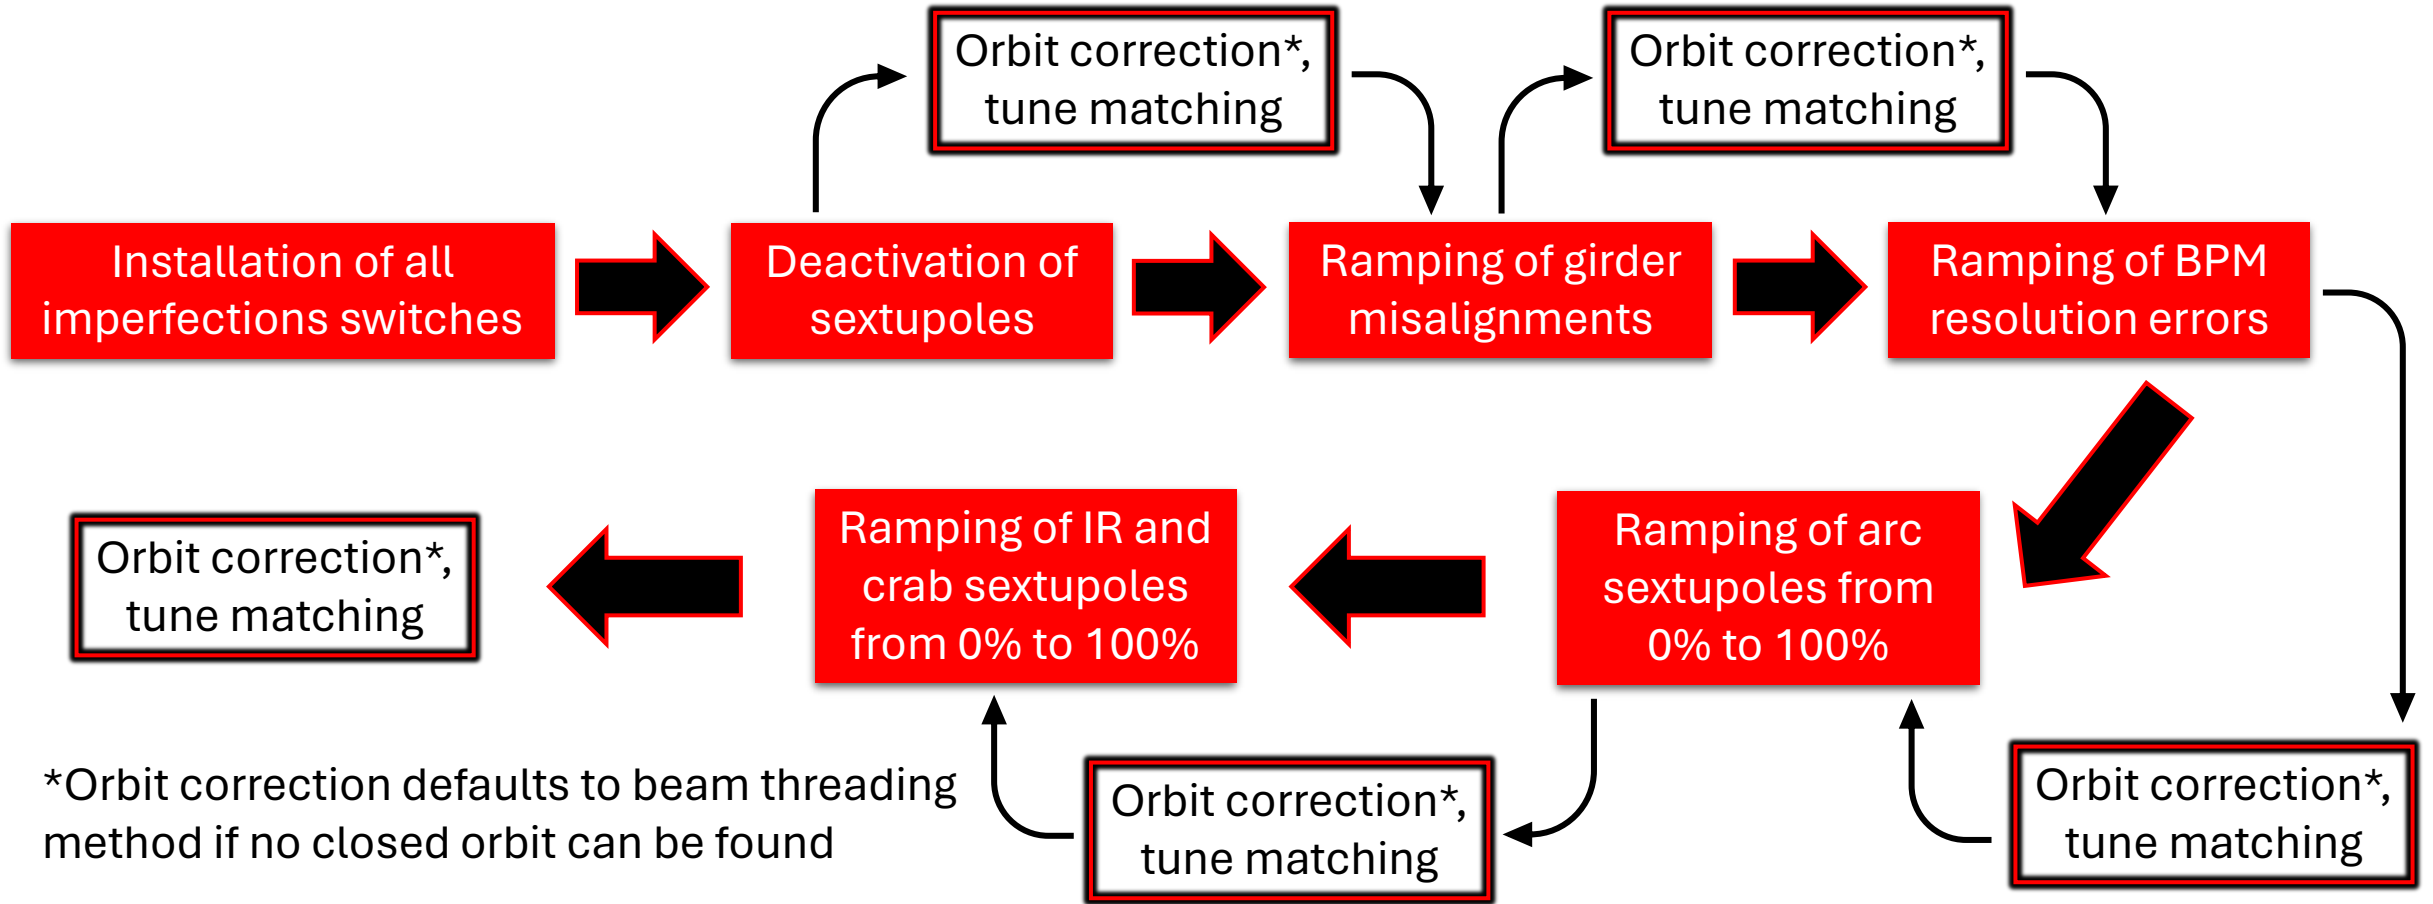 Orbit correction*,
tune matching
Orbit correction*,
tune matching
Installation of all
imperfections switches
Deactivation of
sextupoles
Ramping of girder
misalignments
Ramping of BPM
resolution errors
Orbit correction*,
tune matching
Ramping of IR and
crab sextupoles
from 0% to 100%
Ramping of arc
sextupoles from
0% to 100%
*Orbit correction defaults to beam threading
method if no closed orbit can be found
Orbit correction*,
tune matching
Orbit correction*,
tune matching